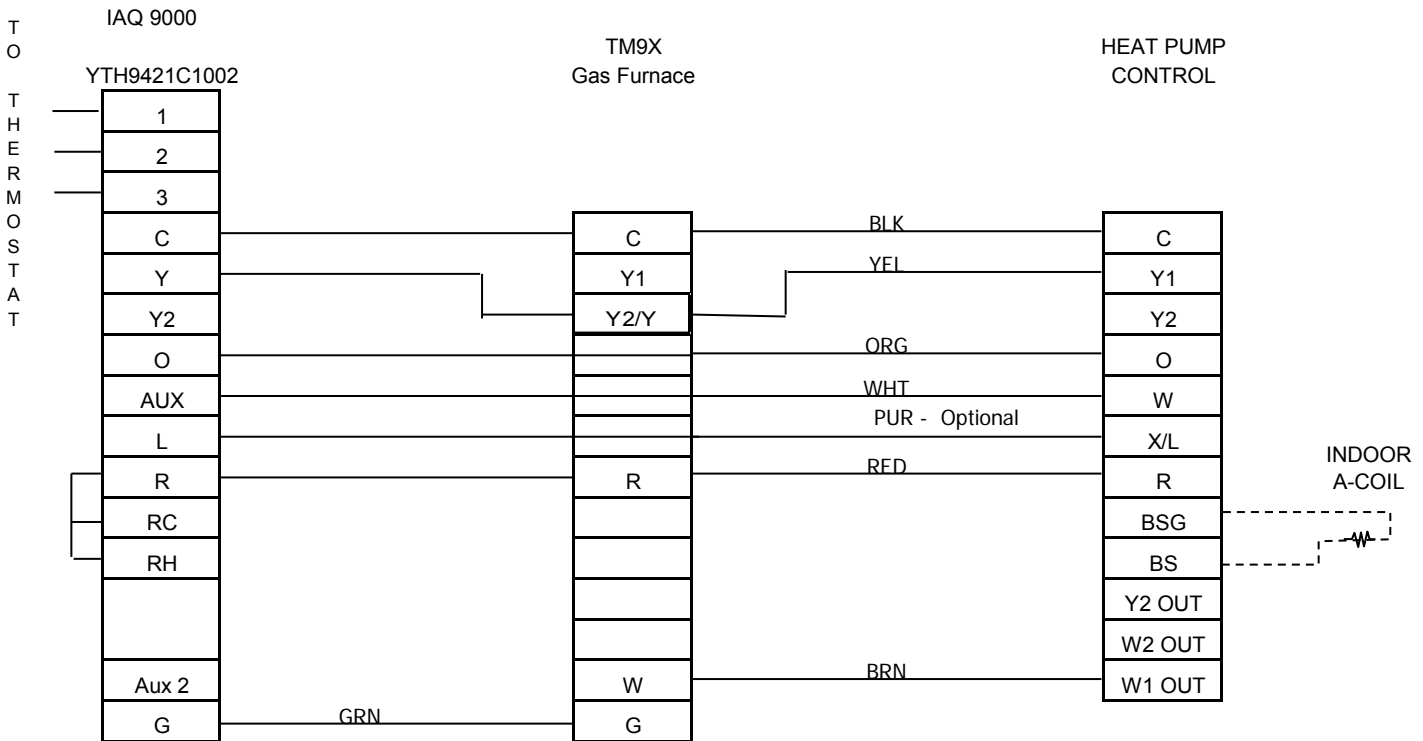 TO THERMOSTAT
IAQ 9000
YTH9421C1002
1
2
3
C
Y
Y2
O
AUX
L
R
RC
RH
Aux 2
G
GRN
TM9X
Gas Furnace
C
Y1
Y2/Y
R
W
G
BLK
YEL
ORG
WHT
PUR - Optional
RED
BRN
HEAT PUMP
CONTROL
C
Y1
Y2
O
W
X/L
R
BSG
BS
Y2 OUT
W2 OUT
W1 OUT
INDOOR
A-COIL